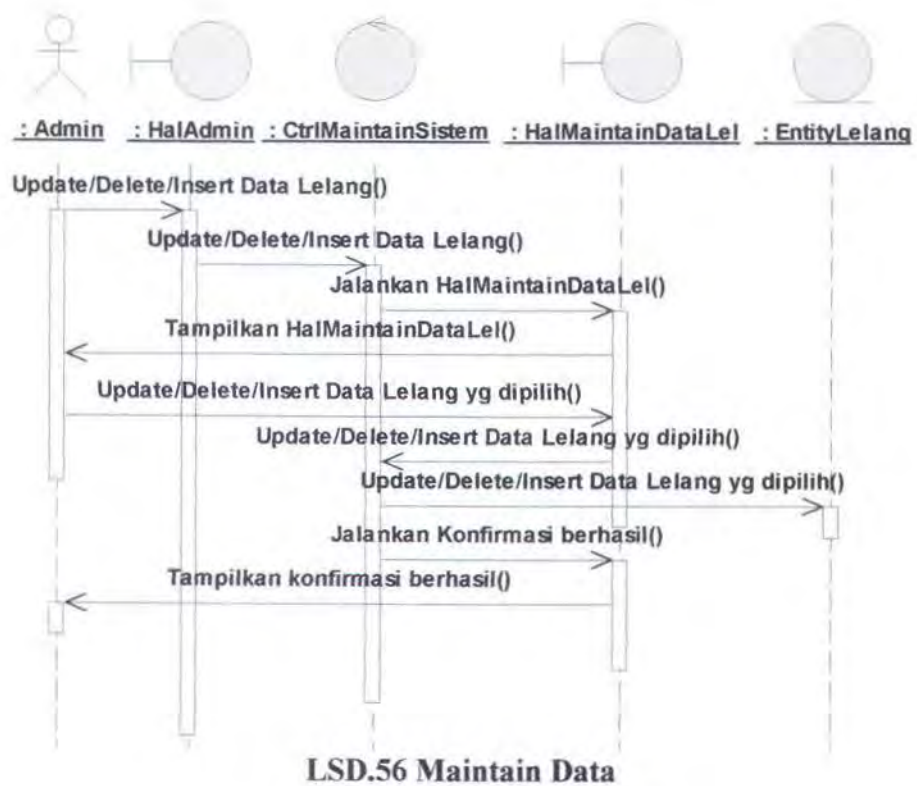 : Admin : HalAdmin : CtrlMaintainSistem : HalMaintainDataLel : EntityLelang
Update/Delete/Insert Data Lelang()
Update/Delete/Insert Data Lelang()
Jalankan HalMaintainDataLel()
Tampilkan HalMaintainDataLel()
Update/Delete/Insert Data Lelang yg dipilih()
Update/Delete/Insert Data Lelang yg dipilih()
Update/Delete/Insert Data Lelang yg dipilih()
Jalankan Konfirmasi berhasil()
Tampilkan konfirmasi berhasil()
LSD.56 Maintain Data